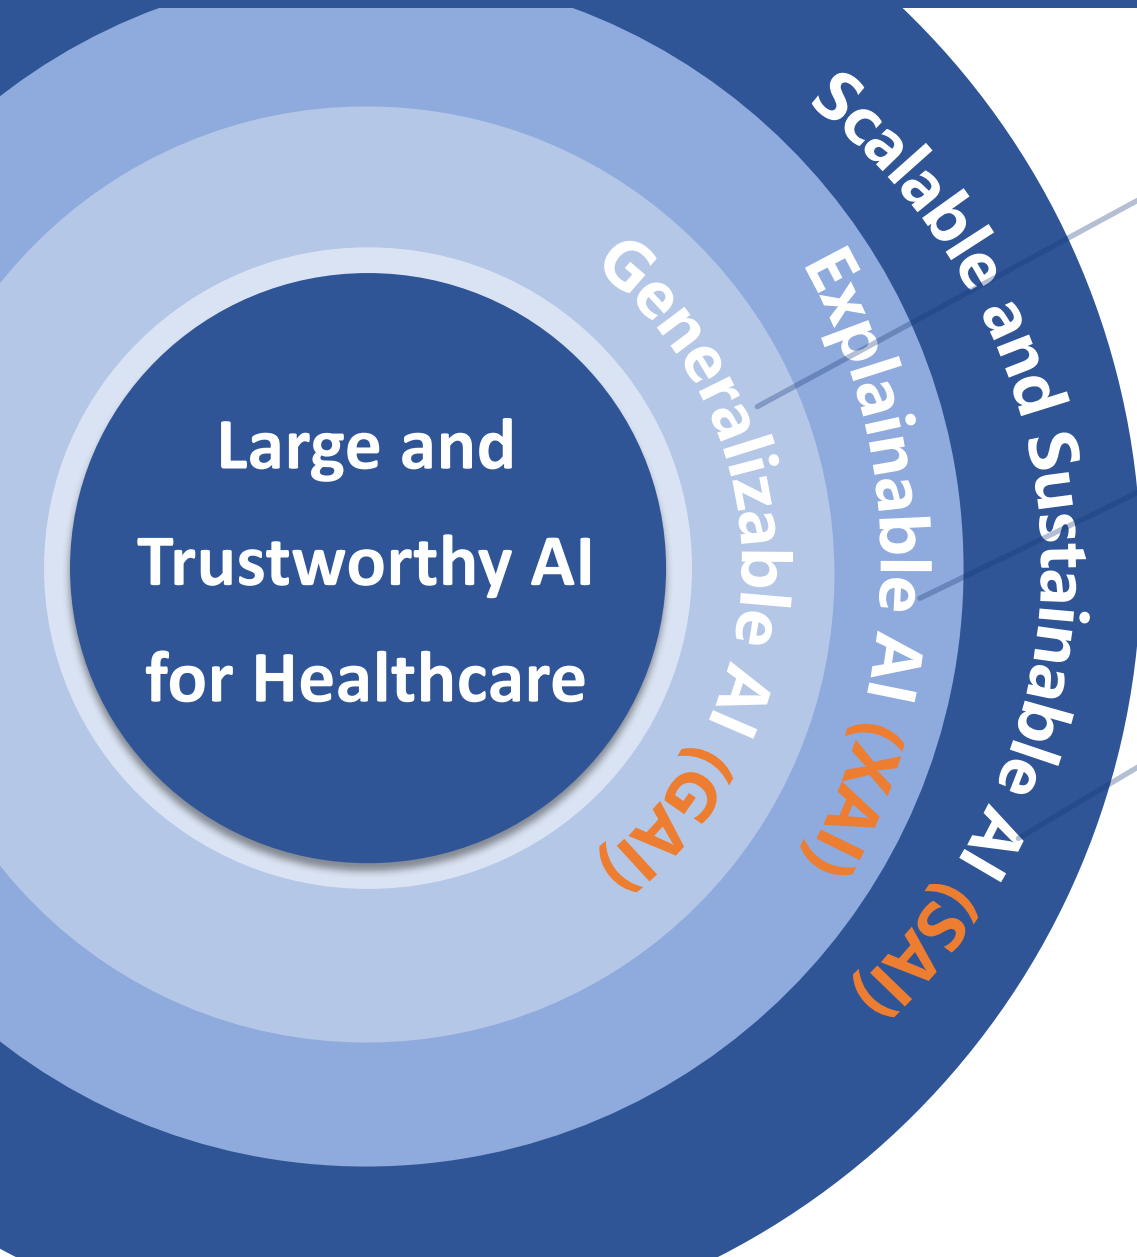 Large and
Trustworthy AI
for Healthcare
Generalizable AI (GAI)
Explainable AI (XAI)
Scalable and Sustainable AI (SAI)